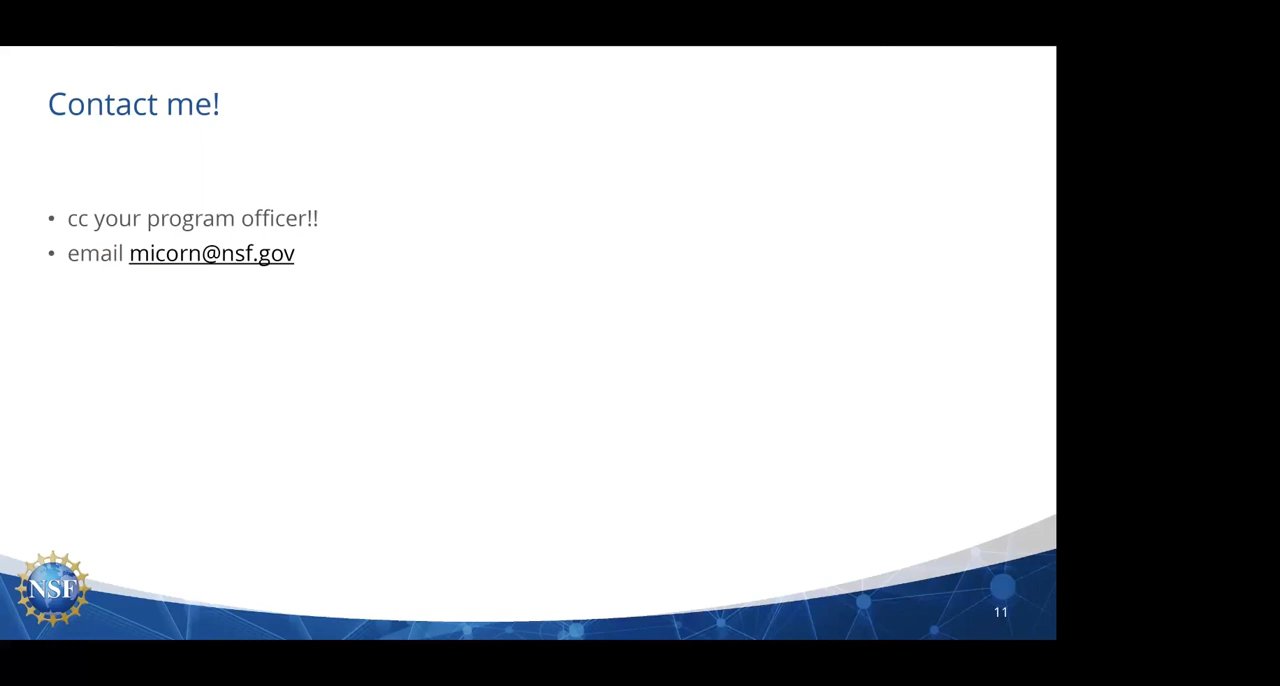 Contact me!
• cc your program officer!!
• email micorn@nsf.gov
NSF
11